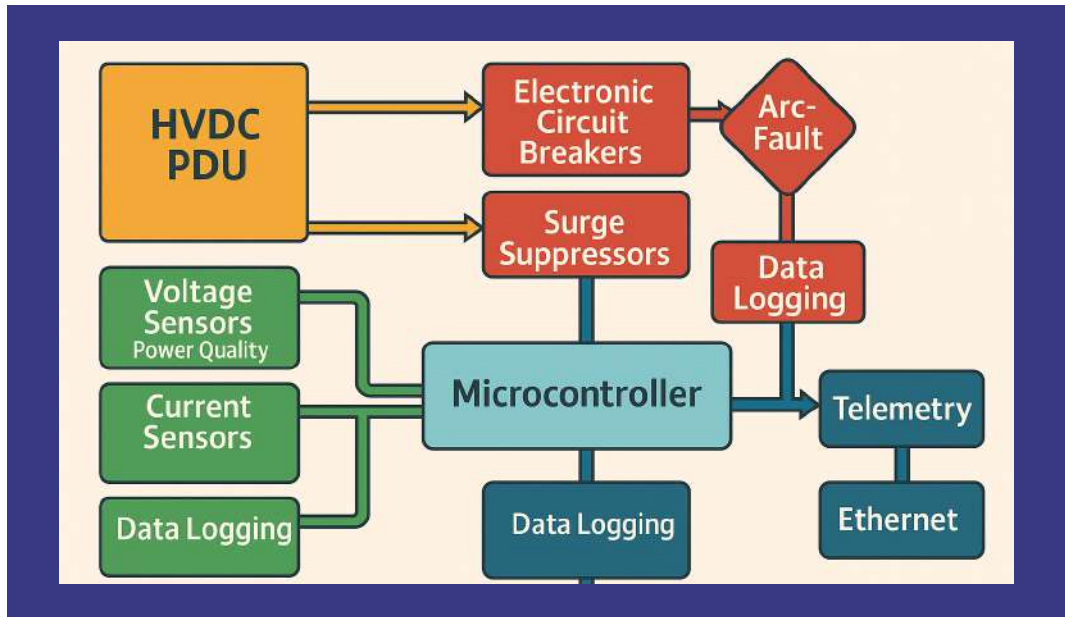 HVDC
PDU
Electronic
Circuit
Breakers
Arc-
Fault
Surge
Suppressors
Data
Logging
Voltage
Sensors
Power Quality
Microcontroller
Current
Sensors
Telemetry
Data Logging
Data Logging
Ethernet